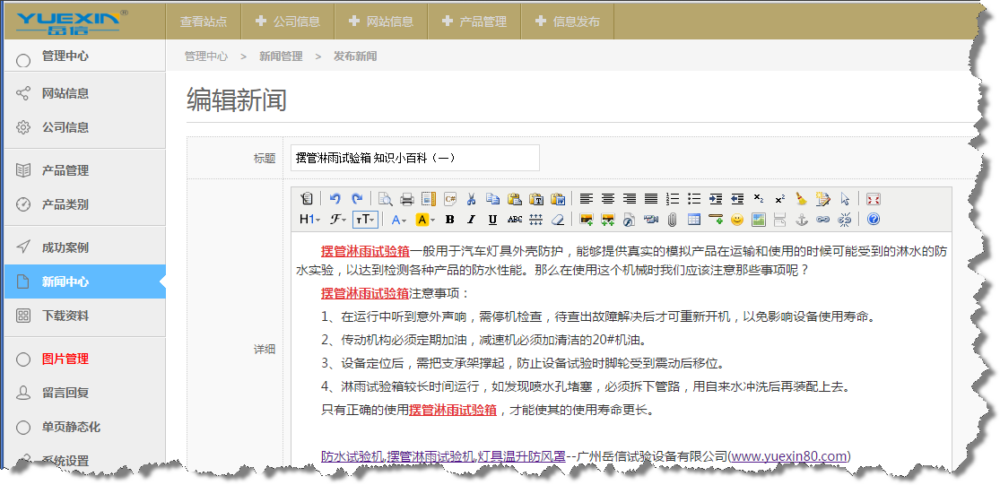 YUEXIN®
岳信
查看站点
公司信息
网站信息
产品管理
信息发布
管理中心
管理中心 > 新闻管理 > 发布新闻
网站信息
公司信息
产品管理
产品类别
成功案例
新闻中心
下载资料
图片管理
留言回复
单页静态化
系统设置
编辑新闻
标题
摆管淋雨试验箱 知识小百科（一）
H1 F TT A A B I U ABC
详细
摆管淋雨试验箱一般用于汽车灯具外壳防护，能够提供真实的模拟产品在运输和使用的时候可能受到的淋水的防
水实验，以达到检测各种产品的防水性能。那么在使用这个机械时我们应该注意那些事项呢？
摆管淋雨试验箱注意事项：
1、在运行中听到意外声响，需停机检查，待查出故障解决后才可重新开机，以免影响设备使用寿命。
2、传动机构必须定期加油，减速机必须加清洁的20#机油。
3、设备定位后，需把支承架撑起，防止设备试验时脚轮受到震动后移位。
4、淋雨试验箱较长时间运行，如发现喷水孔堵塞，必须拆下管路，用自来水冲洗后再装配上去。
只有正确的使用摆管淋雨试验箱，才能使其的使用寿命更长。
防水试验机,摆管淋雨试验机,灯具温升防风罩--广州岳信试验设备有限公司(www.yuexin80.com)